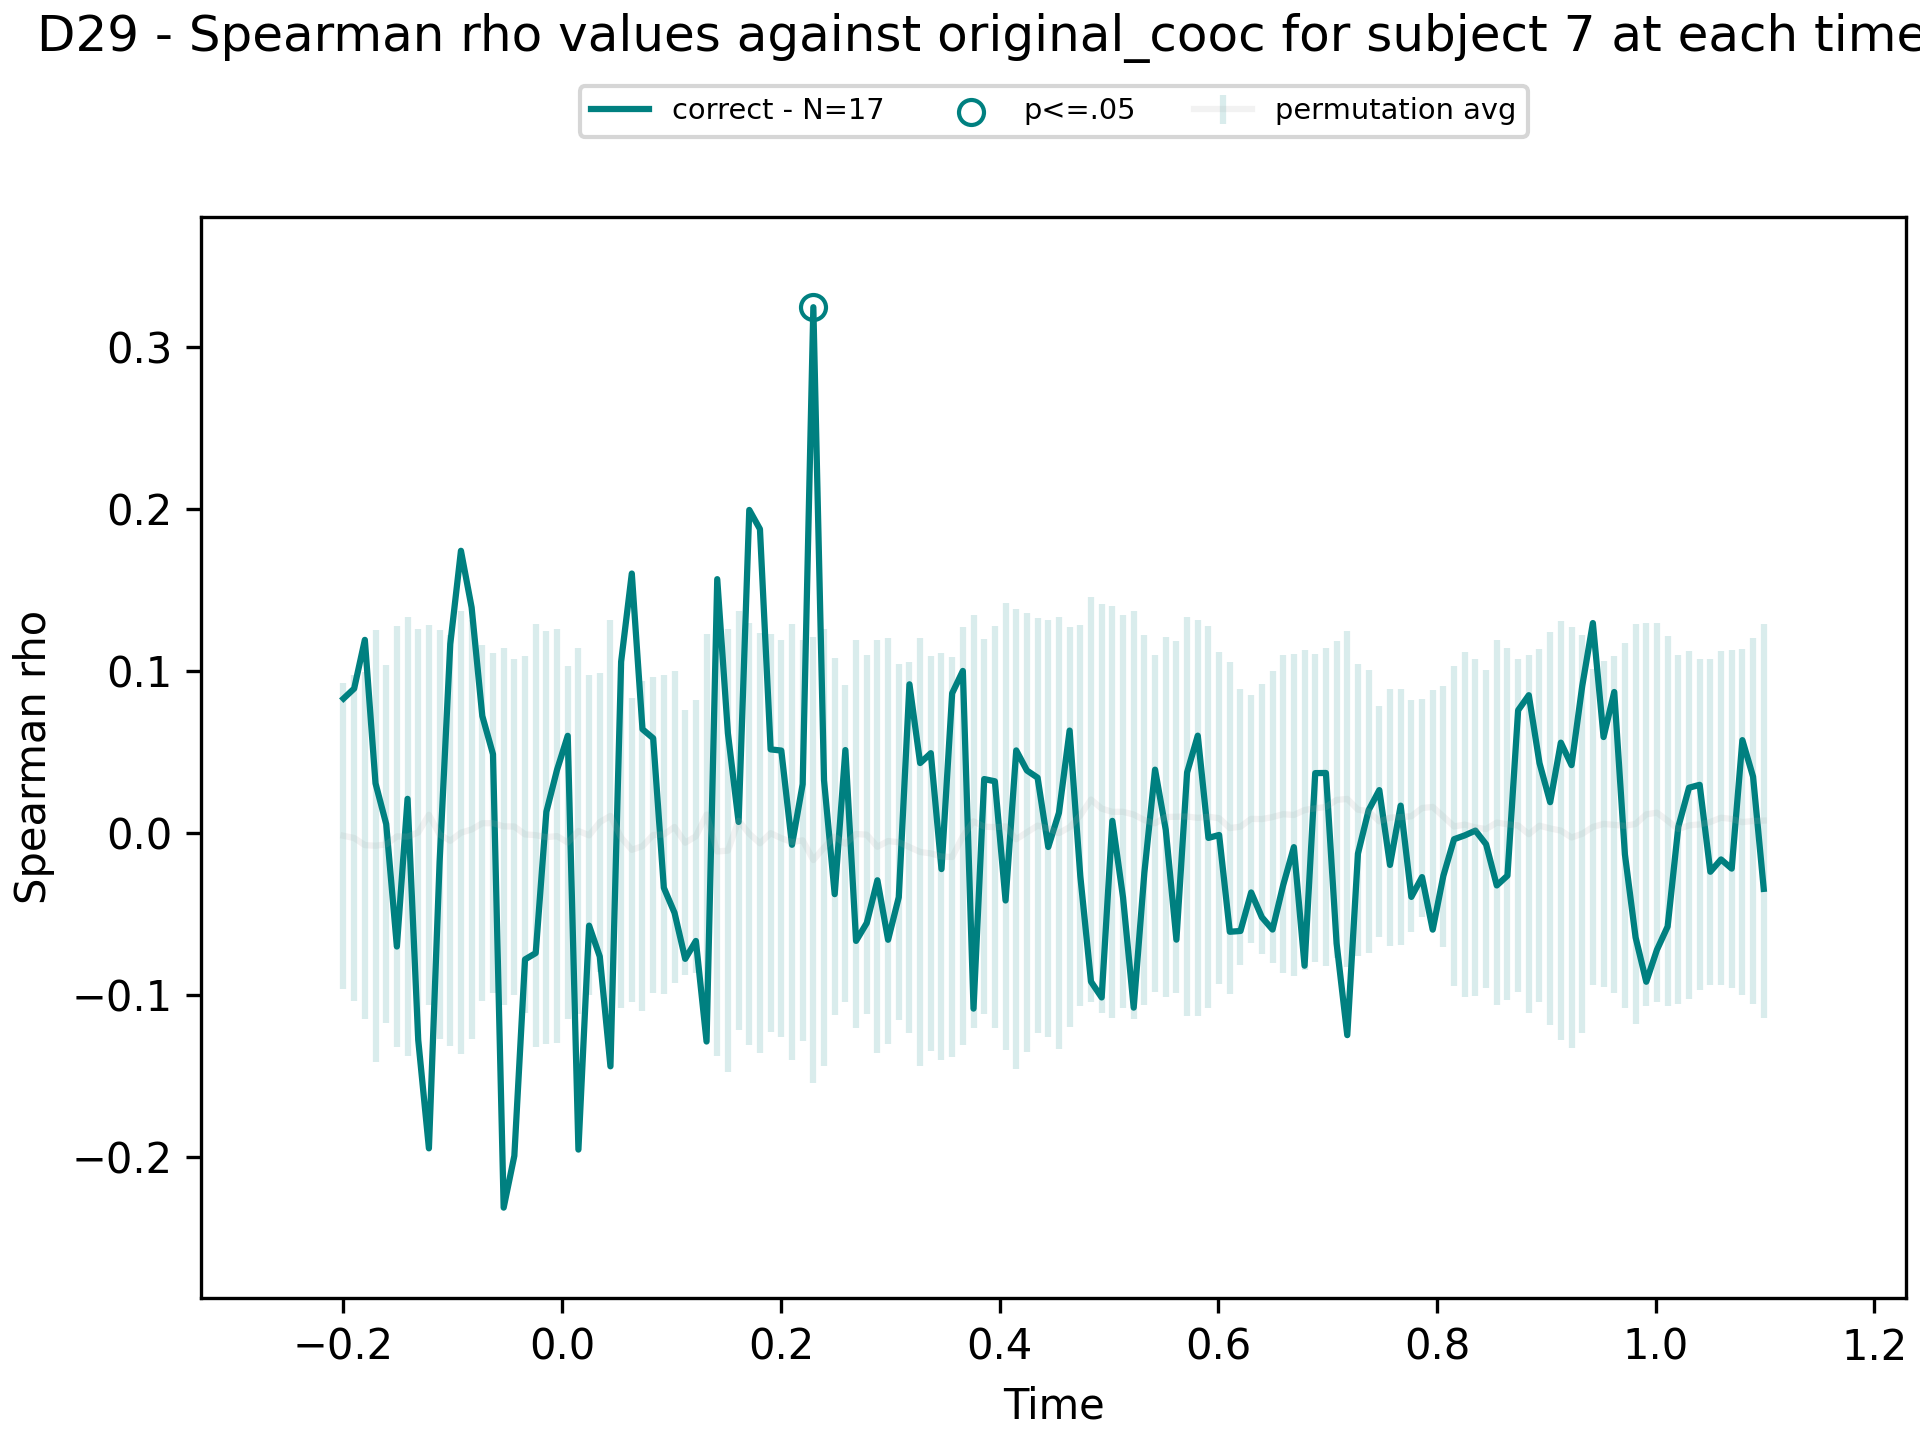 D29 - Spearman rho values against original_cooc for subject 7 at each time
correct - N=17
p<=.05
permutation avg
0.3
0.2
0.1
0.0
−0.1
−0.2
Spearman rho
−0.2
0.0
0.2
0.4
0.6
0.8
1.0
1.2
Time